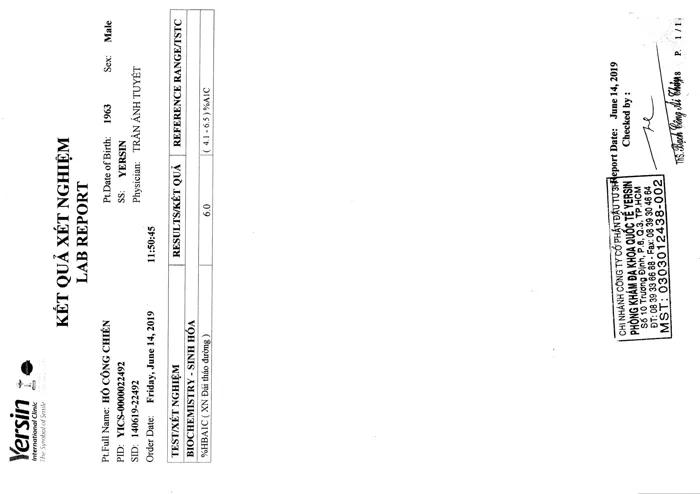 Yersin
International Clinic
The Symbol of Smile
KẾT QUẢ XÉT NGHIỆM
LAB REPORT
Pt.Full Name: HỒ CÔNG CHIẾN
Pt.Date of Birth: 1963 Sex: Male
PID: YICS-0000022492 SS: YERSIN
SID: 140619-22492 Physician: TRẦN ÁNH TUYẾT
Order Date: Friday, June 14, 2019 11:50:45
TEST/XÉT NGHIỆM RESULTS/KẾT QUẢ REFERENCE RANGE/TSTC
BIOCHEMISTRY - SINH HÓA
%HBA1C ( XN Đái tháo đường ) 6.0 ( 4.1 - 6.5 ) %A1C
Report Date: June 14, 2019
Checked by :
CHI NHÁNH CÔNG TY CỔ PHẦN ĐẦU TƯ
PHÒNG KHÁM ĐA KHOA QUỐC TẾ YERSIN
Số 10 Trương Định, P.6, Q.3, TP.HCM
ĐT: 08 39 33 66 88 - Fax: 08 39 30 46 64
MST: 0303012438-002
P. 1 / 1